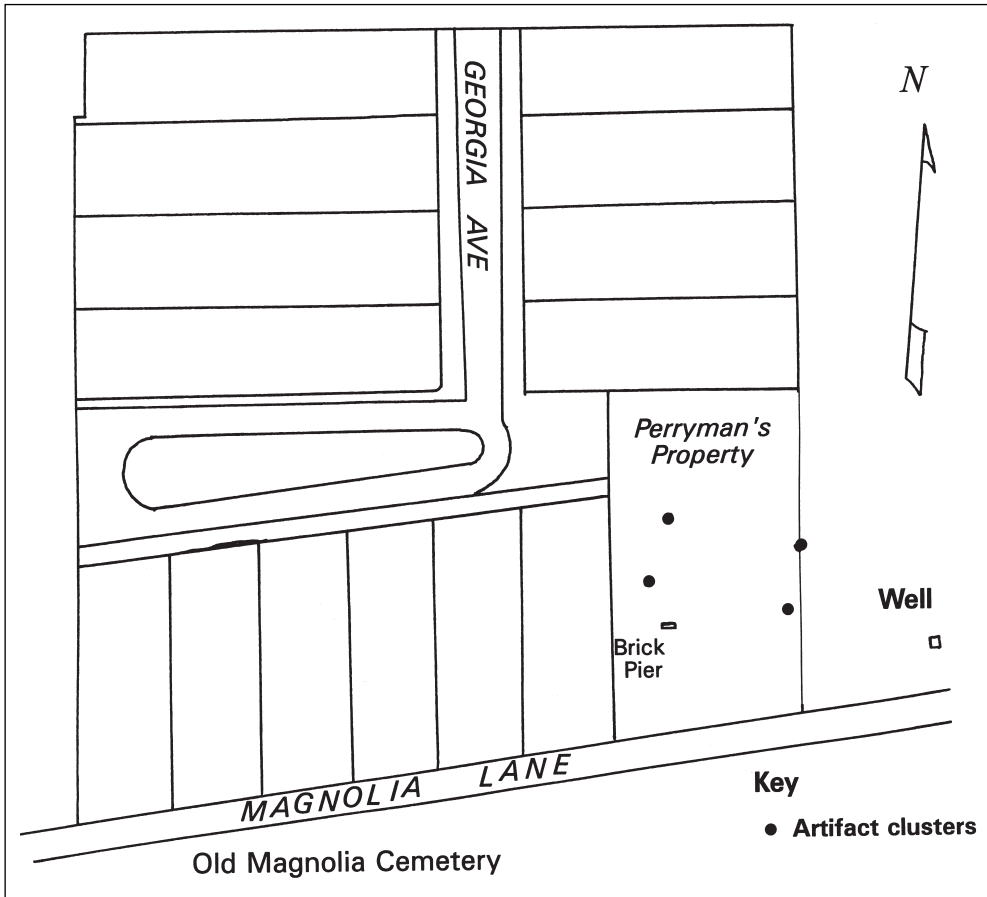 N
GEORGIA AVE
Perryman's
Property
Well
Brick
Pier
MAGNOLIA LANE
Key
Artifact clusters
Old Magnolia Cemetery